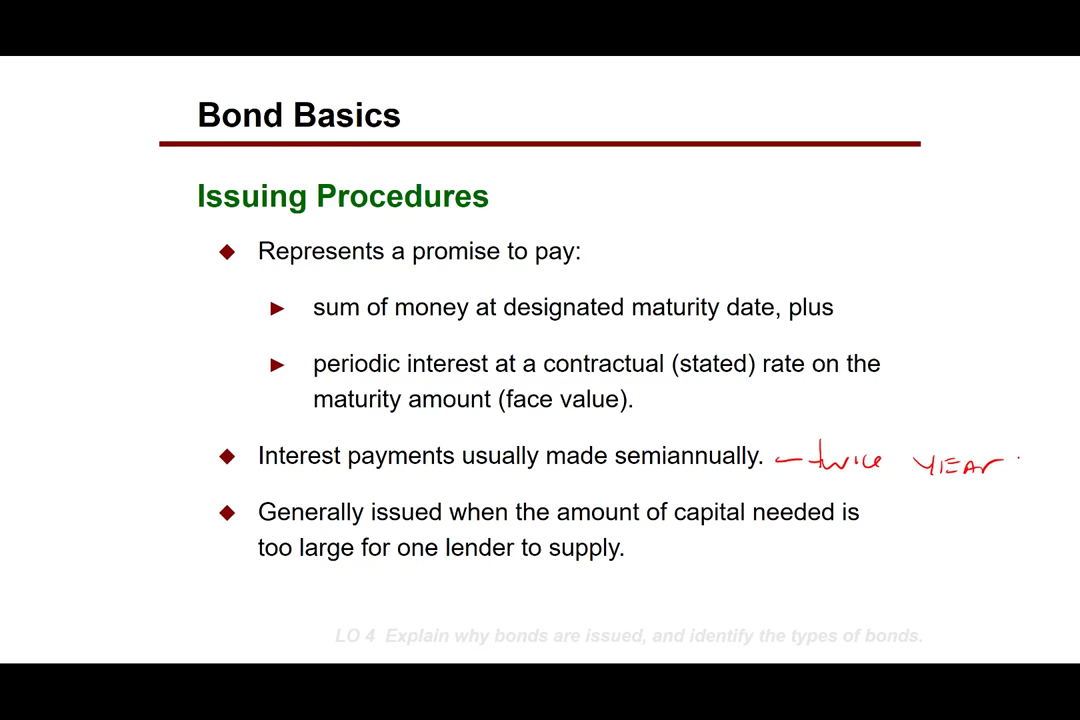 Bond Basics
Issuing Procedures
◆ Represents a promise to pay:
► sum of money at designated maturity date, plus
► periodic interest at a contractual (stated) rate on the
maturity amount (face value).
◆ Interest payments usually made semiannually. – twice YEAR
◆ Generally issued when the amount of capital needed is
too large for one lender to supply.
LO 4 Explain why bonds are issued, and identify the types of bonds.